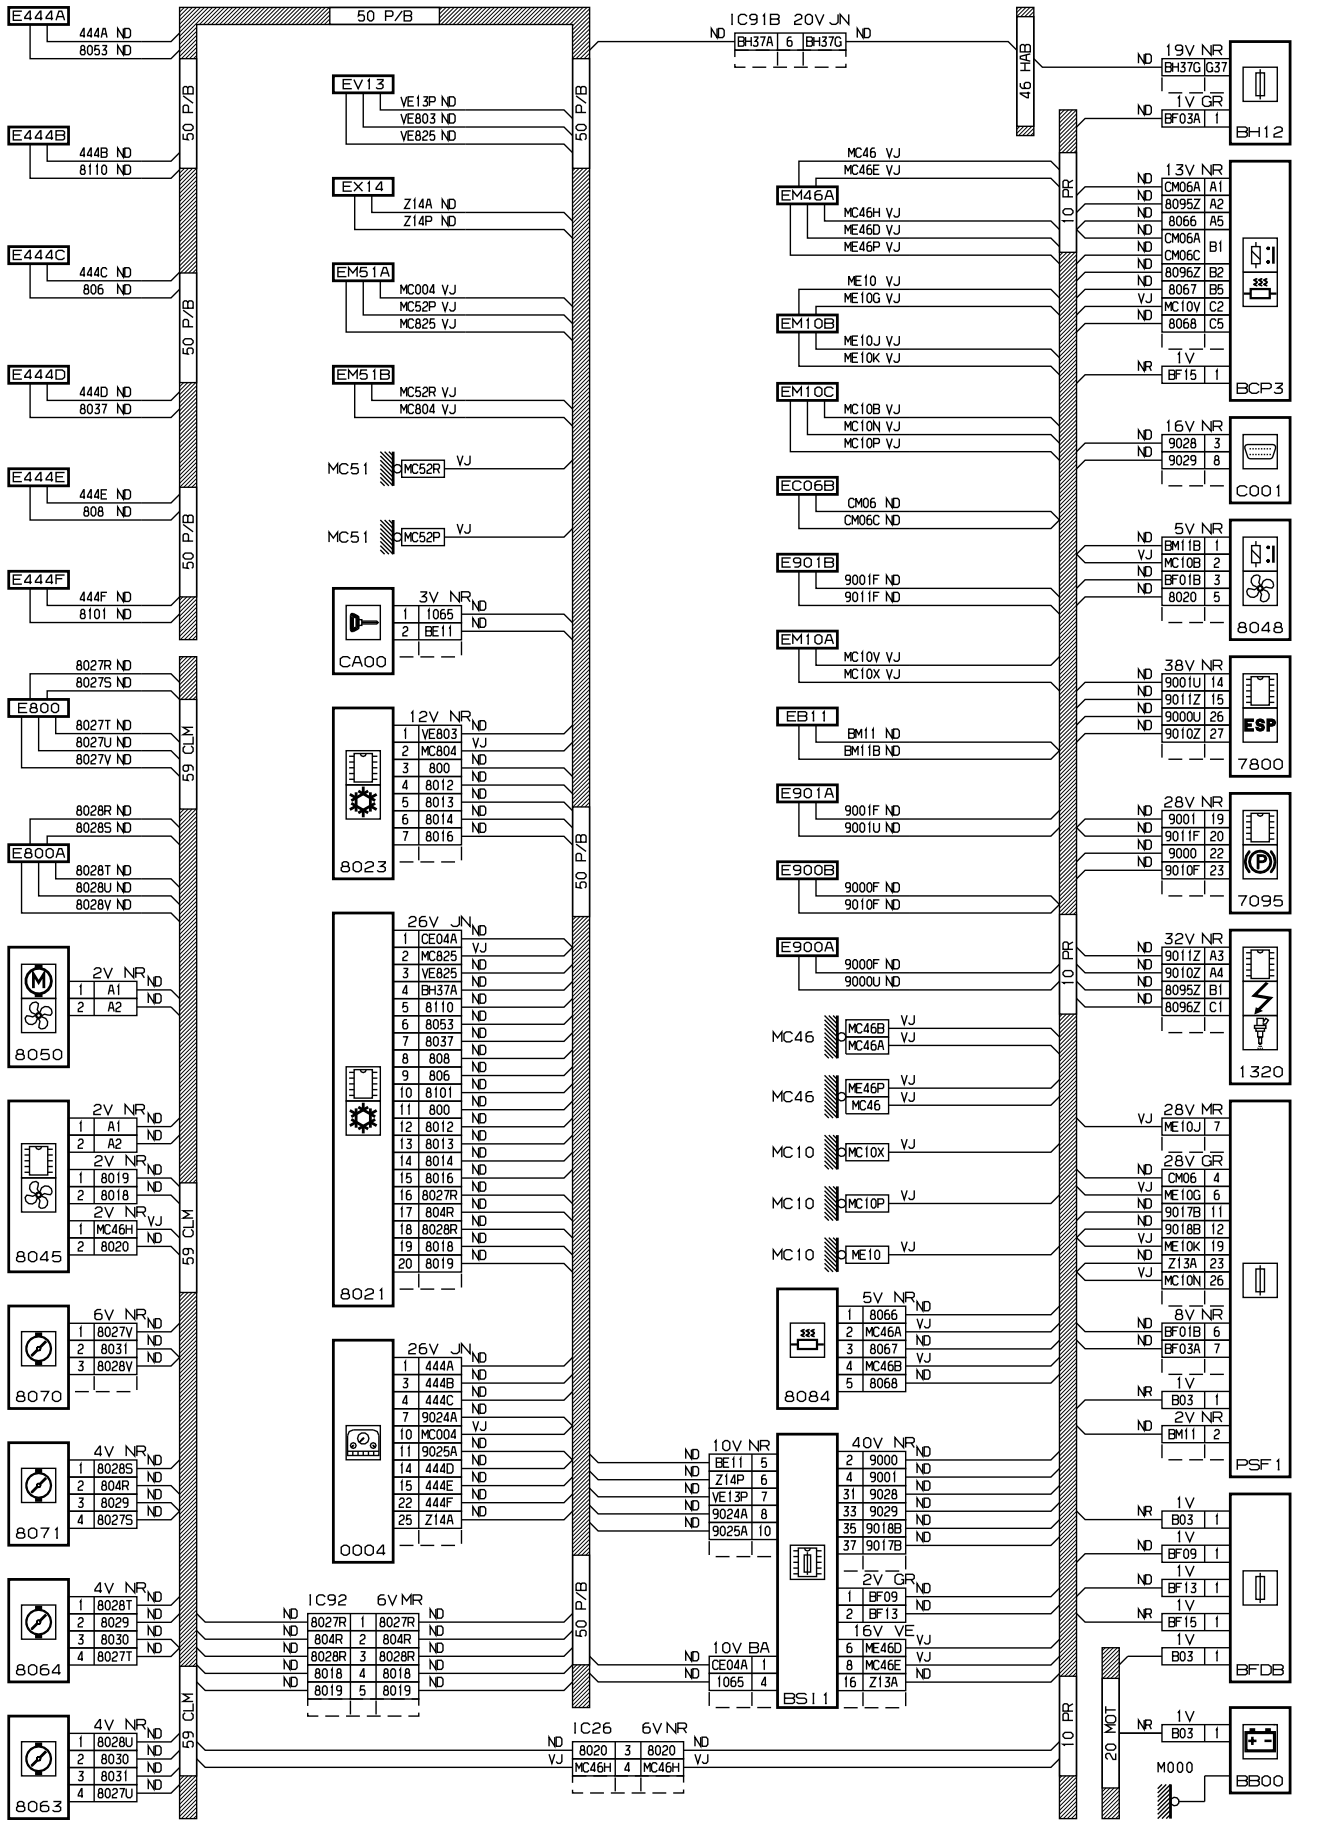 E444A
444A ND
8053 ND
E444B
444B ND
8110 ND
E444C
444C ND
806 ND
E444D
444D ND
8037 ND
E444E
444E ND
808 ND
E444F
444F ND
8101 ND
8027R ND
8027S ND
E800
8027T ND
8027U ND
8027V ND
8028R ND
8028S ND
E800A
8028T ND
8028U ND
8028V ND
2V NR
1 A1 ND
2 A2 ND
8050
2V NR
1 A1 ND
2 A2 ND
2V NR
1 8019 ND
2 8018 ND
2V NR
1 MC46H VJ
2 8020 ND
8045
6V NR
1 8027V ND
2 8031 ND
3 8028V ND
8070
4V NR
1 8028S ND
2 804R ND
3 8029 ND
4 8027S ND
8071
4V NR
1 8028T ND
2 8029 ND
3 8030 ND
4 8027T ND
8064
4V NR
1 8028U ND
2 8030 ND
3 8031 ND
4 8027U ND
8063
50 P/B
50 P/B
50 P/B
50 P/B
59 CLM
59 CLM
59 CLM
EV13
VE13P ND
VE803 ND
VE825 ND
EX14
Z14A ND
Z14P ND
EM51A
MC004 VJ
MC52P VJ
MC825 VJ
EM51B
MC52R VJ
MC804 VJ
MC51 MC52R VJ
MC51 MC52P VJ
3V NR
1 1065 ND
2 BE11 ND
CA00
12V NR
1 VE803 ND
2 MC804 VJ
3 800 ND
4 8012 ND
5 8013 ND
6 8014 ND
7 8016 ND
8023
26V JN
1 CE04A ND
2 MC825 VJ
3 VE825 ND
4 BH37A ND
5 8110 ND
6 8053 ND
7 8037 ND
8 808 ND
9 806 ND
10 8101 ND
11 800 ND
12 8012 ND
13 8013 ND
14 8014 ND
15 8016 ND
16 8027R ND
17 804R ND
18 8028R ND
19 8018 ND
20 8019 ND
8021
26V JN
1 444A ND
3 444B ND
4 444C ND
7 9024A ND
10 MC004 VJ
11 9025A ND
14 444D ND
15 444E ND
22 444F ND
25 Z14A ND
0004
IC92 6V MR
ND 8027R 1 8027R ND
ND 804R 2 804R ND
ND 8028R 3 8028R ND
ND 8018 4 8018 ND
ND 8019 5 8019 ND
50 P/B
50 P/B
50 P/B
IC26 6V NR
ND 8020 3 8020 ND
VJ MC46H 4 MC46H VJ
IC91B 20V JN
ND BH37A 6 BH37G ND
46 HAB
MC46 VJ
MC46E VJ
EM46A
MC46H VJ
ME46D VJ
ME46P VJ
ME10 VJ
ME10G VJ
EM10B
ME10J VJ
ME10K VJ
EM10C
MC10B VJ
MC10N VJ
MC10P VJ
EC06B
CM06 ND
CM06C ND
E901B
9001F ND
9011F ND
EM10A
MC10V VJ
MC10X VJ
EB11
BM11 ND
BM11B ND
E901A
9001F ND
9001U ND
E900B
9000F ND
9010F ND
E900A
9000F ND
9000U ND
MC46 MC46B VJ
MC46A VJ
MC46 ME46P VJ
MC46 VJ
MC10 MC10X VJ
MC10 MC10P VJ
MC10 ME10 VJ
5V NR
1 8066 ND
2 MC46A VJ
3 8067 ND
4 MC46B VJ
5 8068 ND
8084
10V NR
ND BE11 5
ND Z14P 6
ND VE13P 7
ND 9024A 8
ND 9025A 10
10V BA
ND CE04A 1
ND 1065 4
40V NR
2 9000 ND
4 9001 ND
31 9028 ND
33 9029 ND
35 9018B ND
37 9017B ND
2V GR
1 BF09 ND
2 BF13 ND
16V VE
6 ME46D VJ
8 MC46E VJ
16 Z13A ND
BSI1
10 PR
10 PR
10 PR
20 MOT
19V NR
ND BH37G G37
1V GR
ND BF03A 1
BH12
13V NR
ND CM06A A1
ND 8095Z A2
ND 8066 A5
ND CM06A B1
ND CM06C
ND 8096Z B2
ND 8067 B5
VJ MC10V C2
ND 8068 C5
1V
NR BF15 1
BCP3
16V NR
ND 9028 3
ND 9029 8
C001
5V NR
ND BM11B 1
VJ MC10B 2
ND BF01B 3
ND 8020 5
8048
38V NR
ND 9001U 14
ND 9011Z 15
ND 9000U 26
ND 9010Z 27
ESP
7800
28V NR
ND 9001 19
ND 9011F 20
ND 9000 22
ND 9010F 23
P
7095
32V NR
ND 9011Z A3
ND 9010Z A4
ND 8095Z B1
ND 8096Z C1
1320
28V MR
VJ ME10J 7
28V GR
ND CM06 4
VJ ME10G 6
ND 9017B 11
ND 9018B 12
VJ ME10K 19
ND Z13A 23
VJ MC10N 26
8V NR
ND BF01B 6
ND BF03A 7
1V
NR B03 1
2V NR
ND BM11 2
PSF1
1V
NR B03 1
1V
ND BF09 1
1V
ND BF13 1
1V
NR BF15 1
1V
ND B03 1
BFDB
1V
NR B03 1
M000
BB00
M